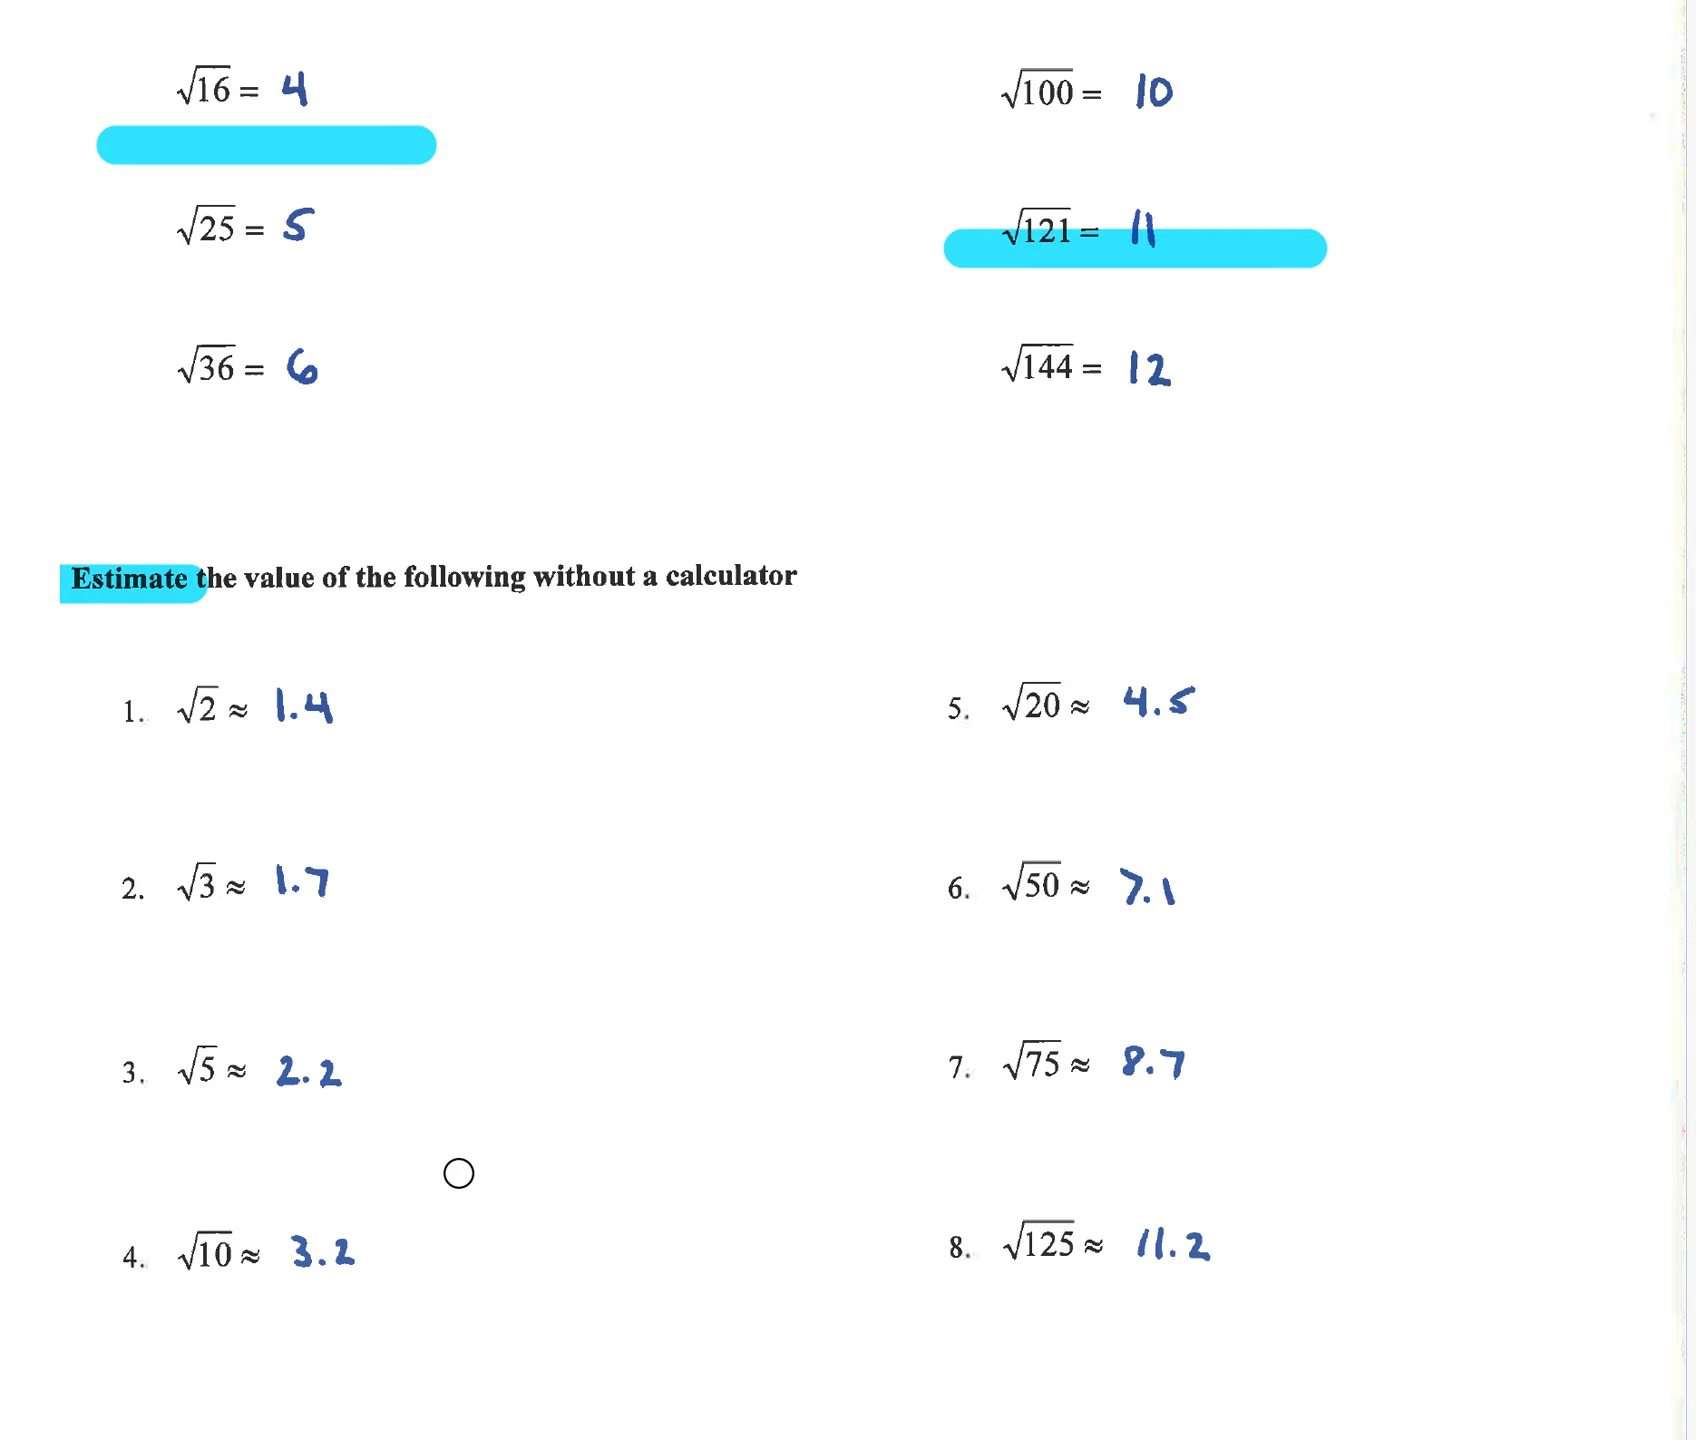 √16 = 4
√25 = 5
√36 = 6
√100 = 10
√121 = 11
√144 = 12
Estimate the value of the following without a calculator
1. √2 ≈ 1.4
2. √3 ≈ 1.7
3. √5 ≈ 2.2
4. √10 ≈ 3.2
5. √20 ≈ 4.5
6. √50 ≈ 7.1
7. √75 ≈ 8.7
8. √125 ≈ 11.2